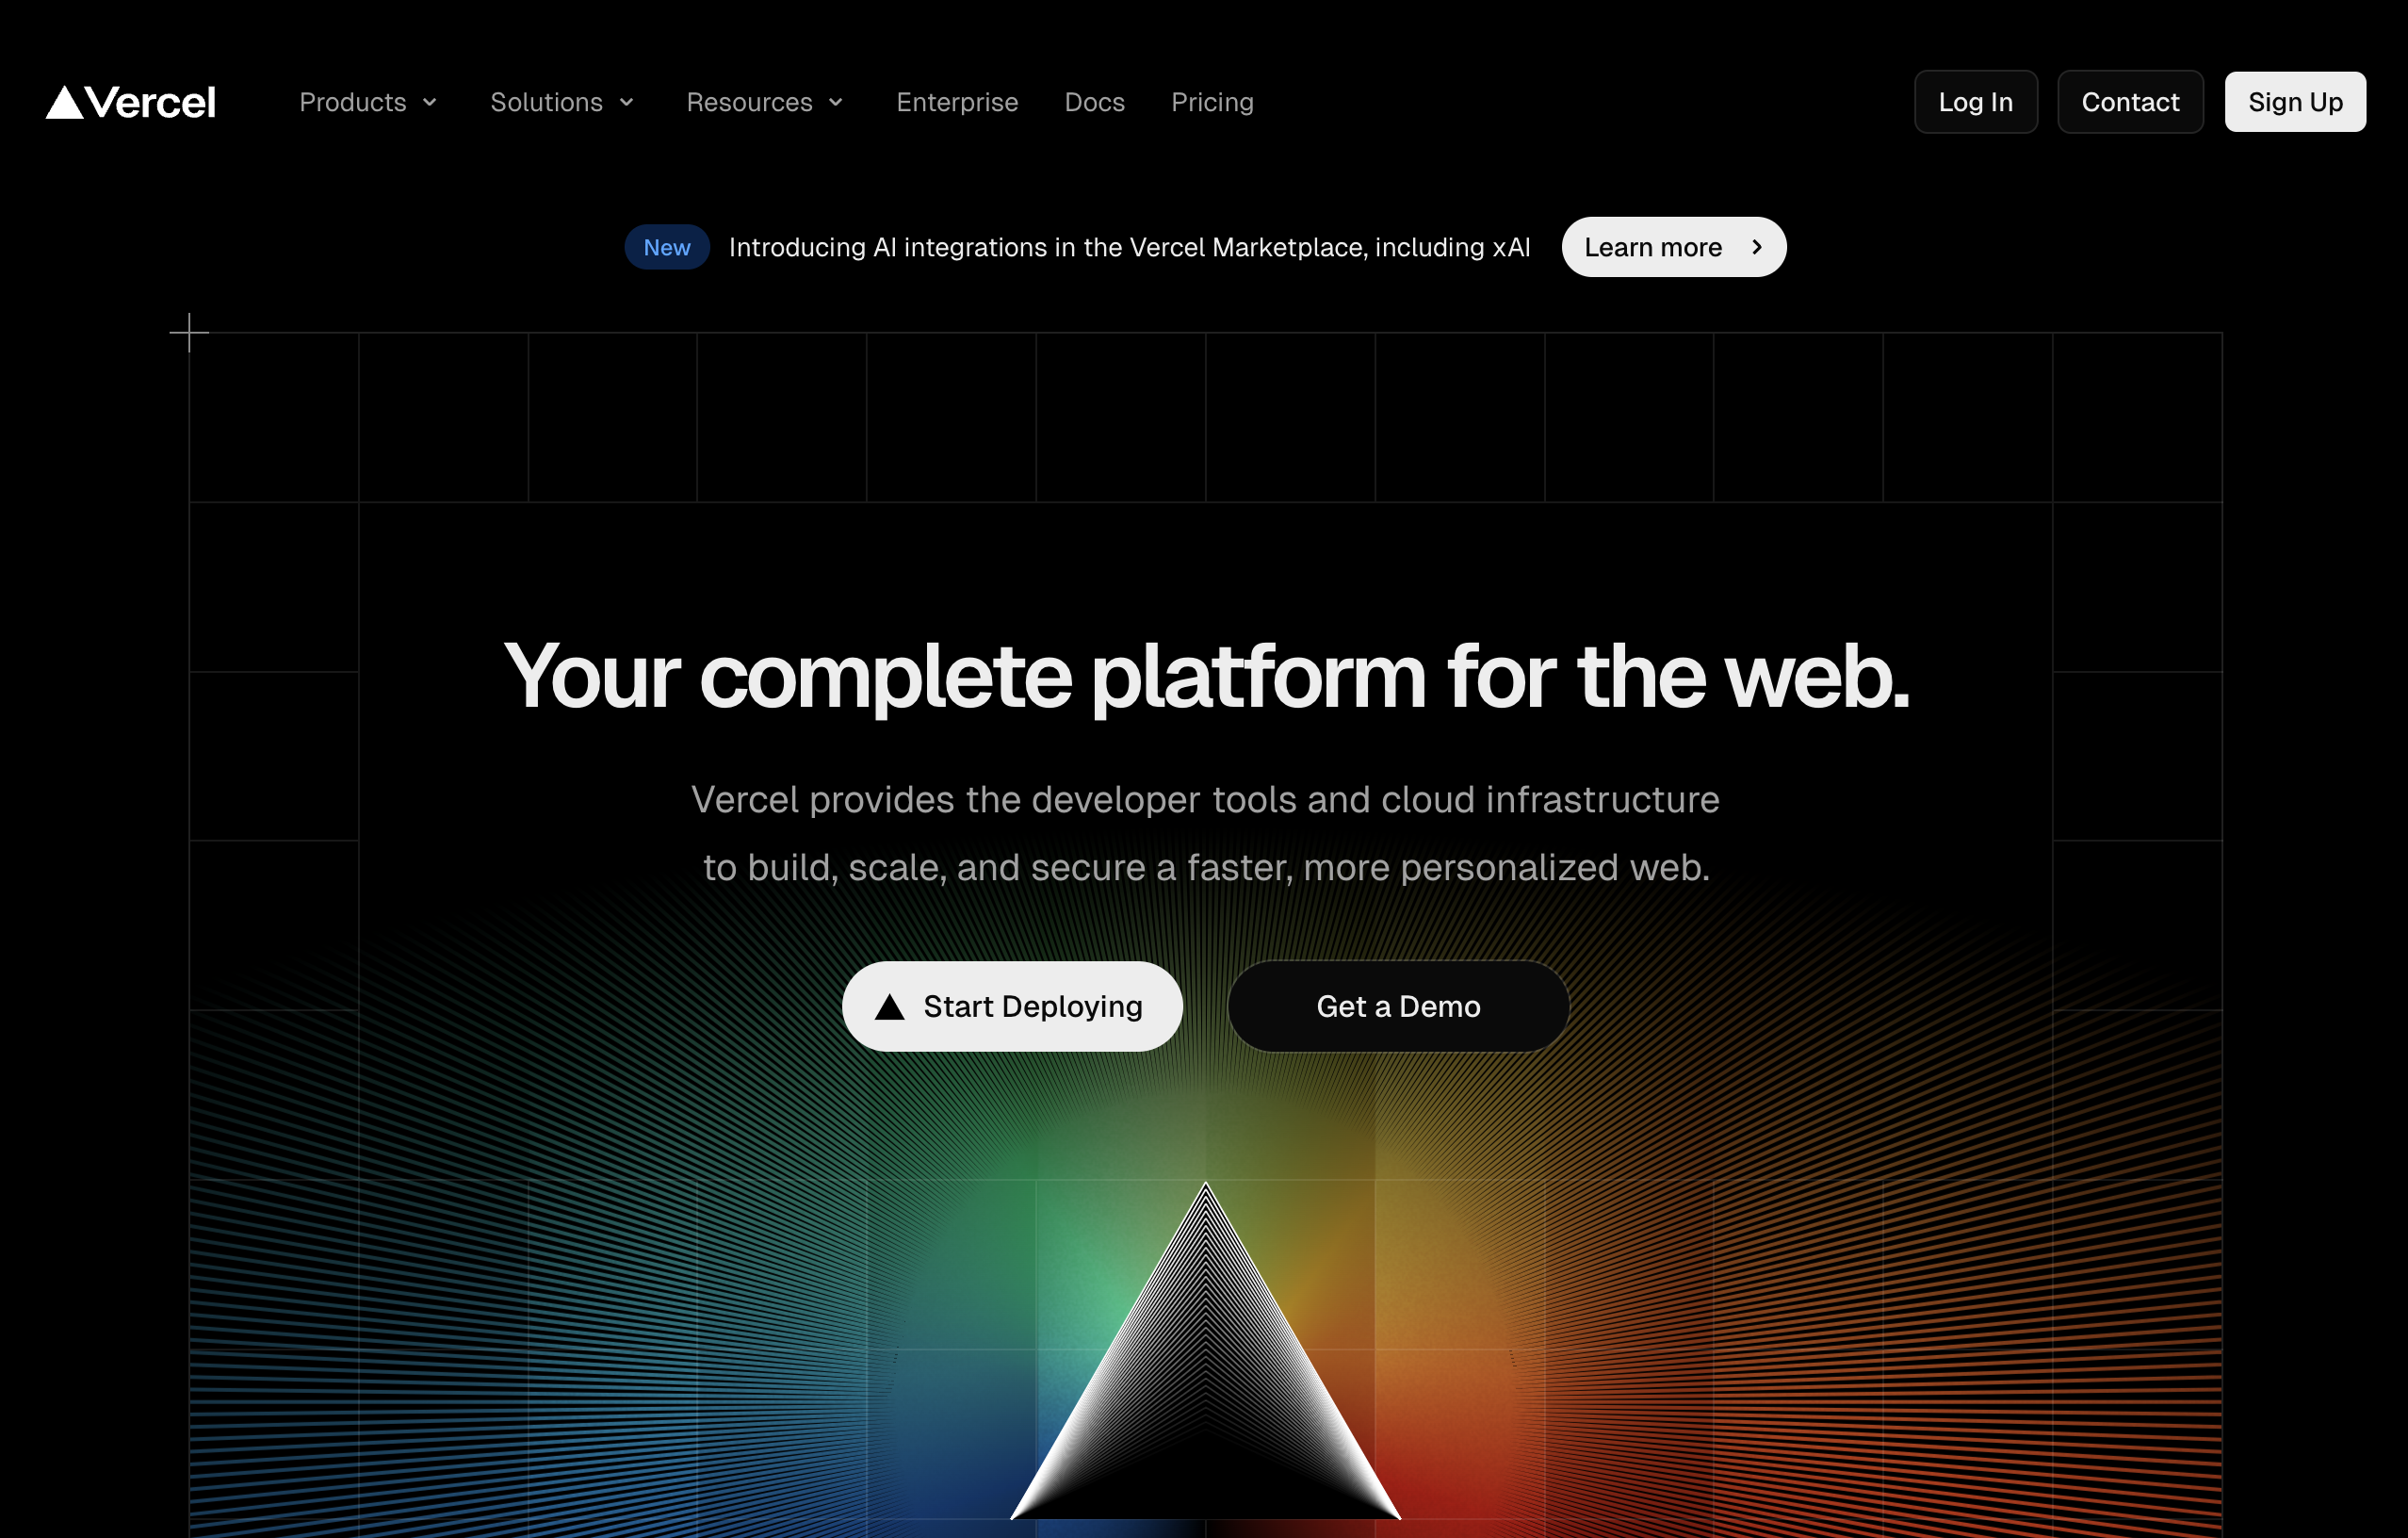 Vercel
Products
Solutions
Resources
Enterprise
Docs
Pricing
Log In
Contact
Sign Up
New
Introducing AI integrations in the Vercel Marketplace, including xAI
Learn more
Your complete platform for the web.
Vercel provides the developer tools and cloud infrastructure
to build, scale, and secure a faster, more personalized web.
Start Deploying
Get a Demo